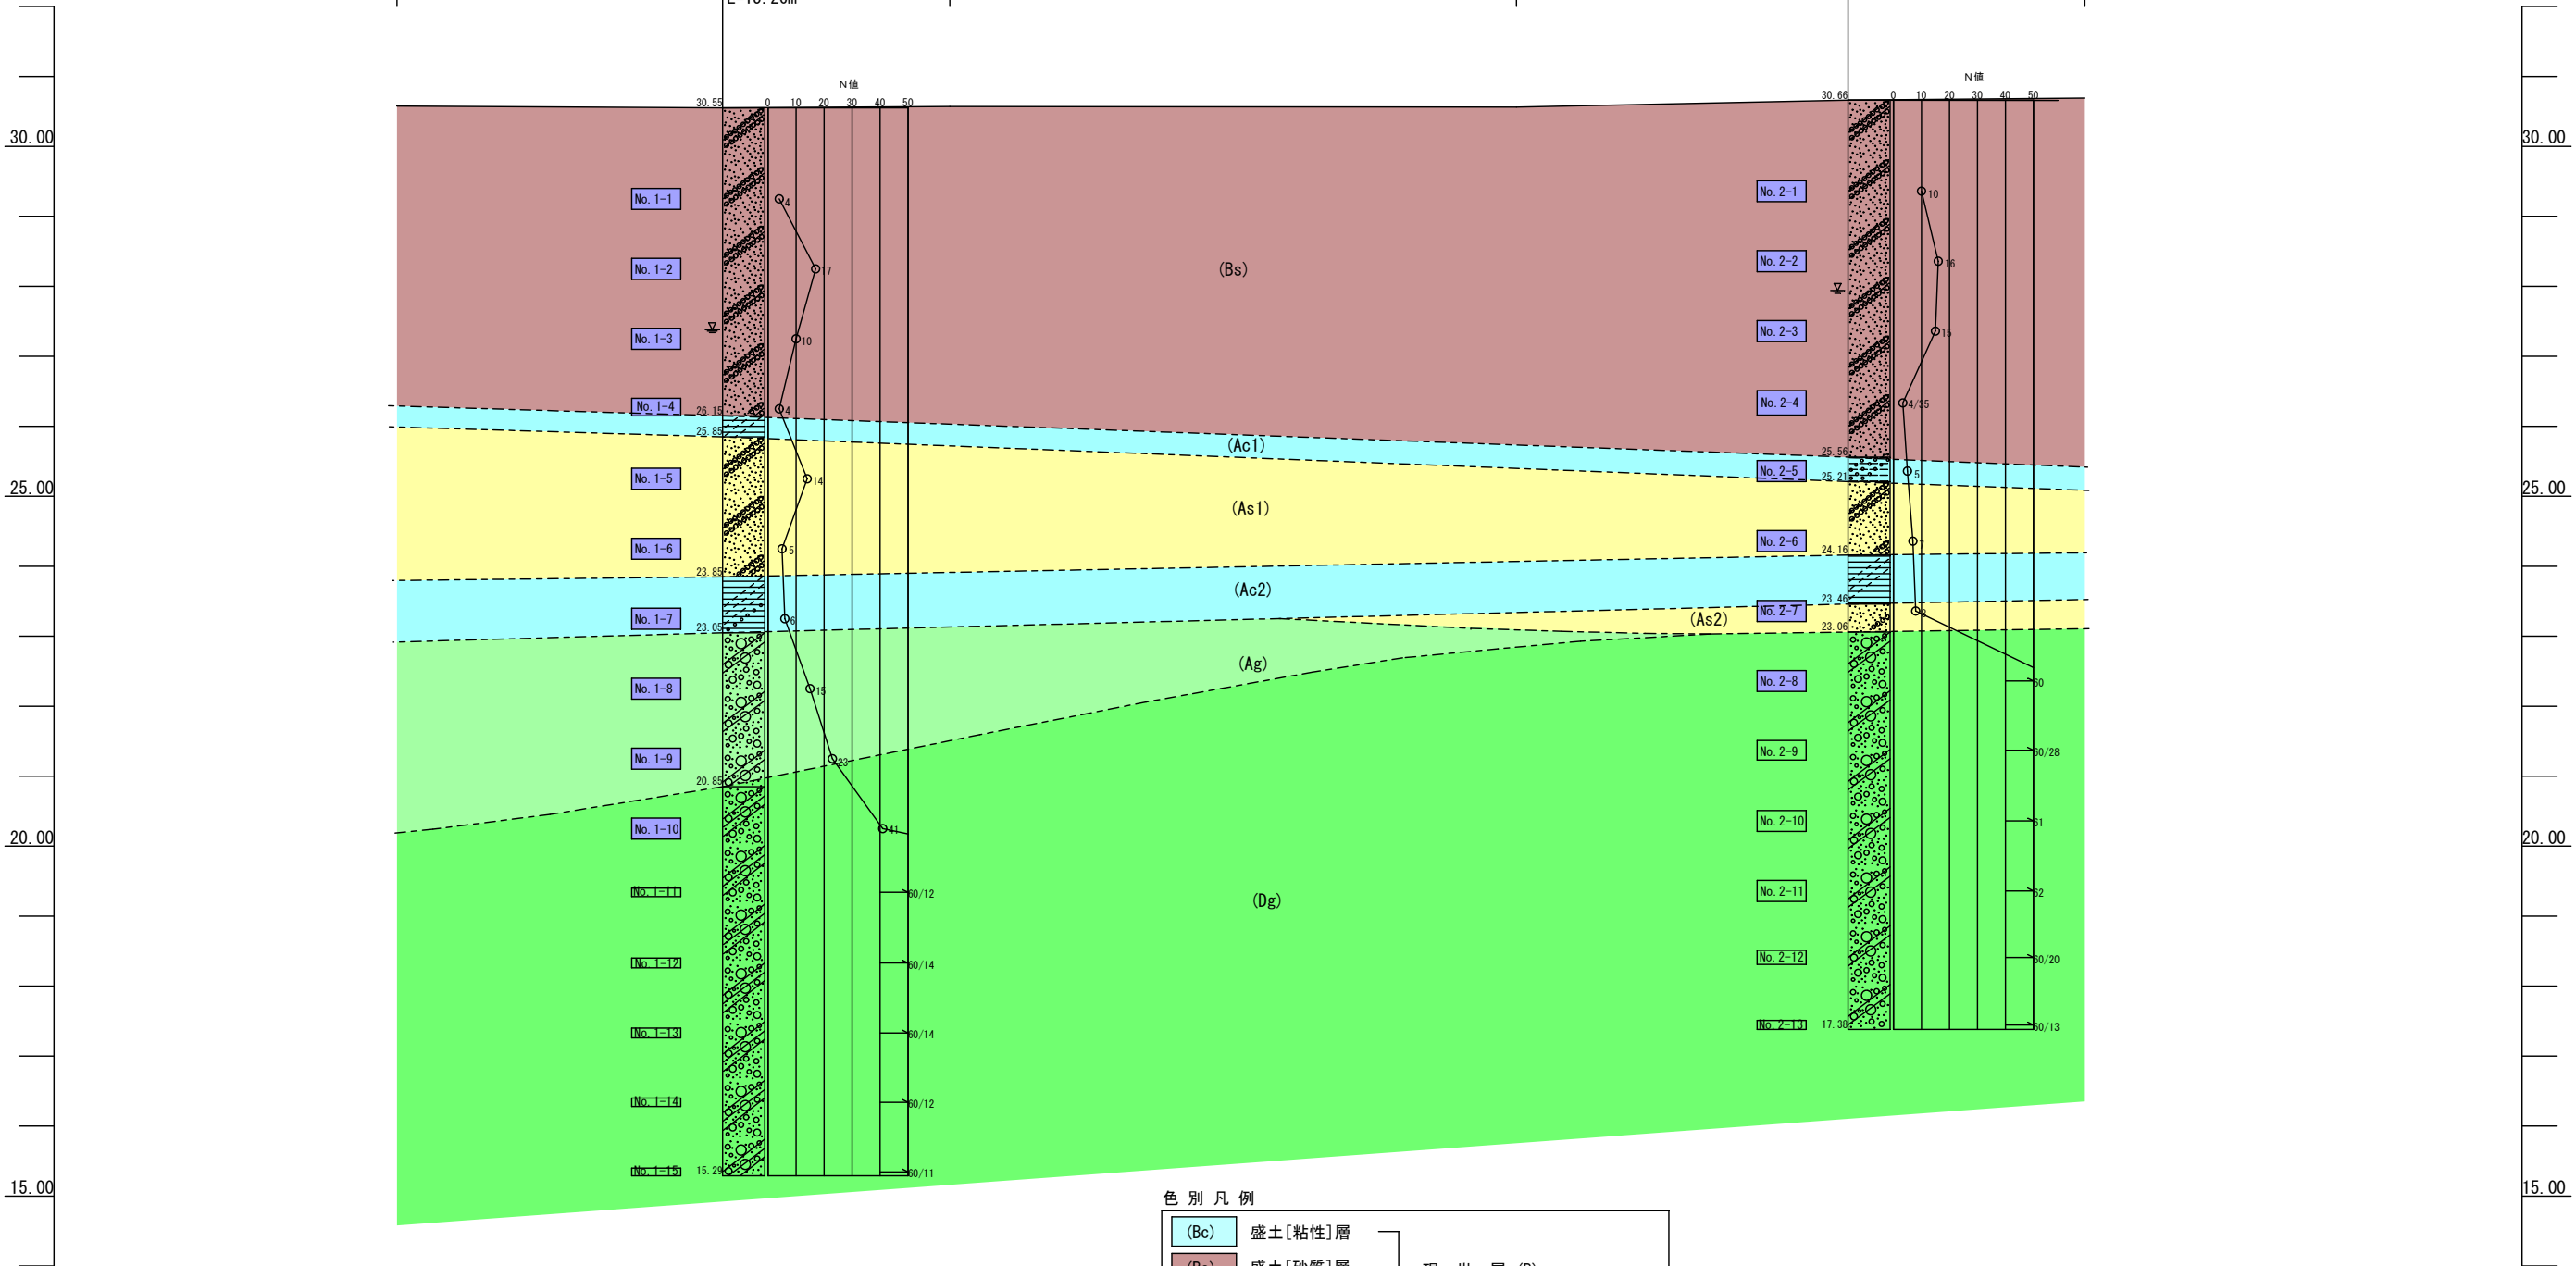 N値
N値
30.55 0 10 20 30 40 50
30.66 0 10 20 30 40 50
30.00
30.00
No.1-1 4
No.2-1 10
No.1-2 17
(Bs)
No.2-2 16
No.1-3 10
No.2-3 15
No.1-4 4
No.2-4 4/35
26.15
25.85
(Ac1)
25.56
No.2-5 5
25.21
No.1-5 14
25.00
25.00
(As1)
No.1-6 5
No.2-6 7
24.16
23.85
(Ac2)
23.46
No.1-7 6
No.2-7 8
23.05
(As2)
23.06
(Ag)
No.1-8 15
No.2-8 60
No.1-9 23
No.2-9 60/28
20.85
No.1-10 41
No.2-10 61
20.00
20.00
No.1-11 60/12
(Dg)
No.2-11 62
No.1-12 60/14
No.2-12 60/20
No.1-13 60/14
No.2-13 17.38 60/13
No.1-14 60/12
No.1-15 15.29 60/11
15.00
15.00
色別凡例
(Bc) 盛土[粘性]層